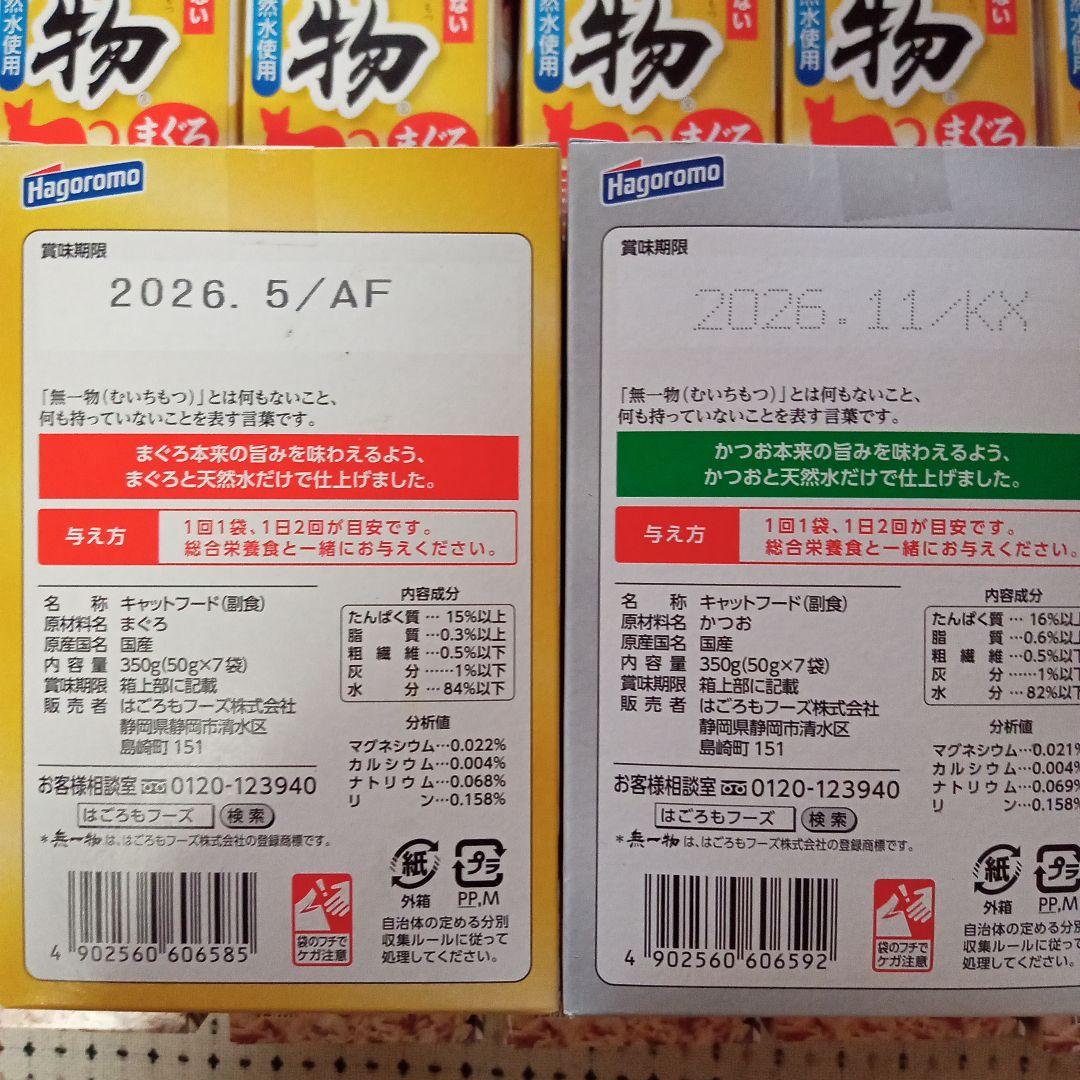 然水使用
物
まぐろ
然水使用
物
まぐろ
ない
然水使用
物
まぐろ
然水使用
物
ない
まぐろ
Hagoromo
賞味期限
2026. 5/AF
「無一物(むいちもつ)」とは何もないこと、
何も持っていないことを表す言葉です。
まぐろ本来の旨みを味わえるよう、
まぐろと天然水だけで仕上げました。
与え方
1回1袋、1日2回が目安です。
総合栄養食と一緒にお与えください。
名 称 キャットフード(副食)
原材料名 まぐろ
原産国名 国産
内容量 350g(50g×7袋)
賞味期限 箱上部に記載
販売者 はごろもフーズ株式会社
静岡県静岡市清水区
島崎町151
内容成分
たんぱく質…15%以上
脂質…0.3%以上
粗繊維…0.5%以下
灰分……1%以下
水分…84%以下
分析値
マグネシウム…0.022%
カルシウム…0.004%
ナトリウム…0.068%
リン…0.158%
お客様相談室 0120-123940
はごろもフーズ 検索
*無一物は、はごろもフーズ株式会社の登録商標です。
4 902560 606585
袋のフチで
ケガ注意
紙
外箱
プラ
PP,M
自治体の定める分別
収集ルールに従って
処理してください。
Hagoromo
賞味期限
2026.11/KX
「無一物(むいちもつ)」とは何もないこと、
何も持っていないことを表す言葉です。
かつお本来の旨みを味わえるよう、
かつおと天然水だけで仕上げました。
与え方
1回1袋、1日2回が目安です。
総合栄養食と一緒にお与えください。
名 称 キャットフード(副食)
原材料名 かつお
原産国名 国産
内容量 350g(50g×7袋)
賞味期限 箱上部に記載
販売者 はごろもフーズ株式会社
静岡県静岡市清水区
島崎町151
内容成分
たんぱく質…16%以上
脂質…0.6%以上
粗繊維…0.5%以下
灰分……1%以下
水分…82%以下
分析値
マグネシウム…0.021%
カルシウム…0.004%
ナトリウム…0.069%
リン…0.158%
お客様相談室 0120-123940
はごろもフーズ 検索
*無一物は、はごろもフーズ株式会社の登録商標です。
4 902560 606592
袋のフチで
ケガ注意
紙
外箱
プラ
PP,M
自治体の定める分別
収集ルールに従って
処理してください。